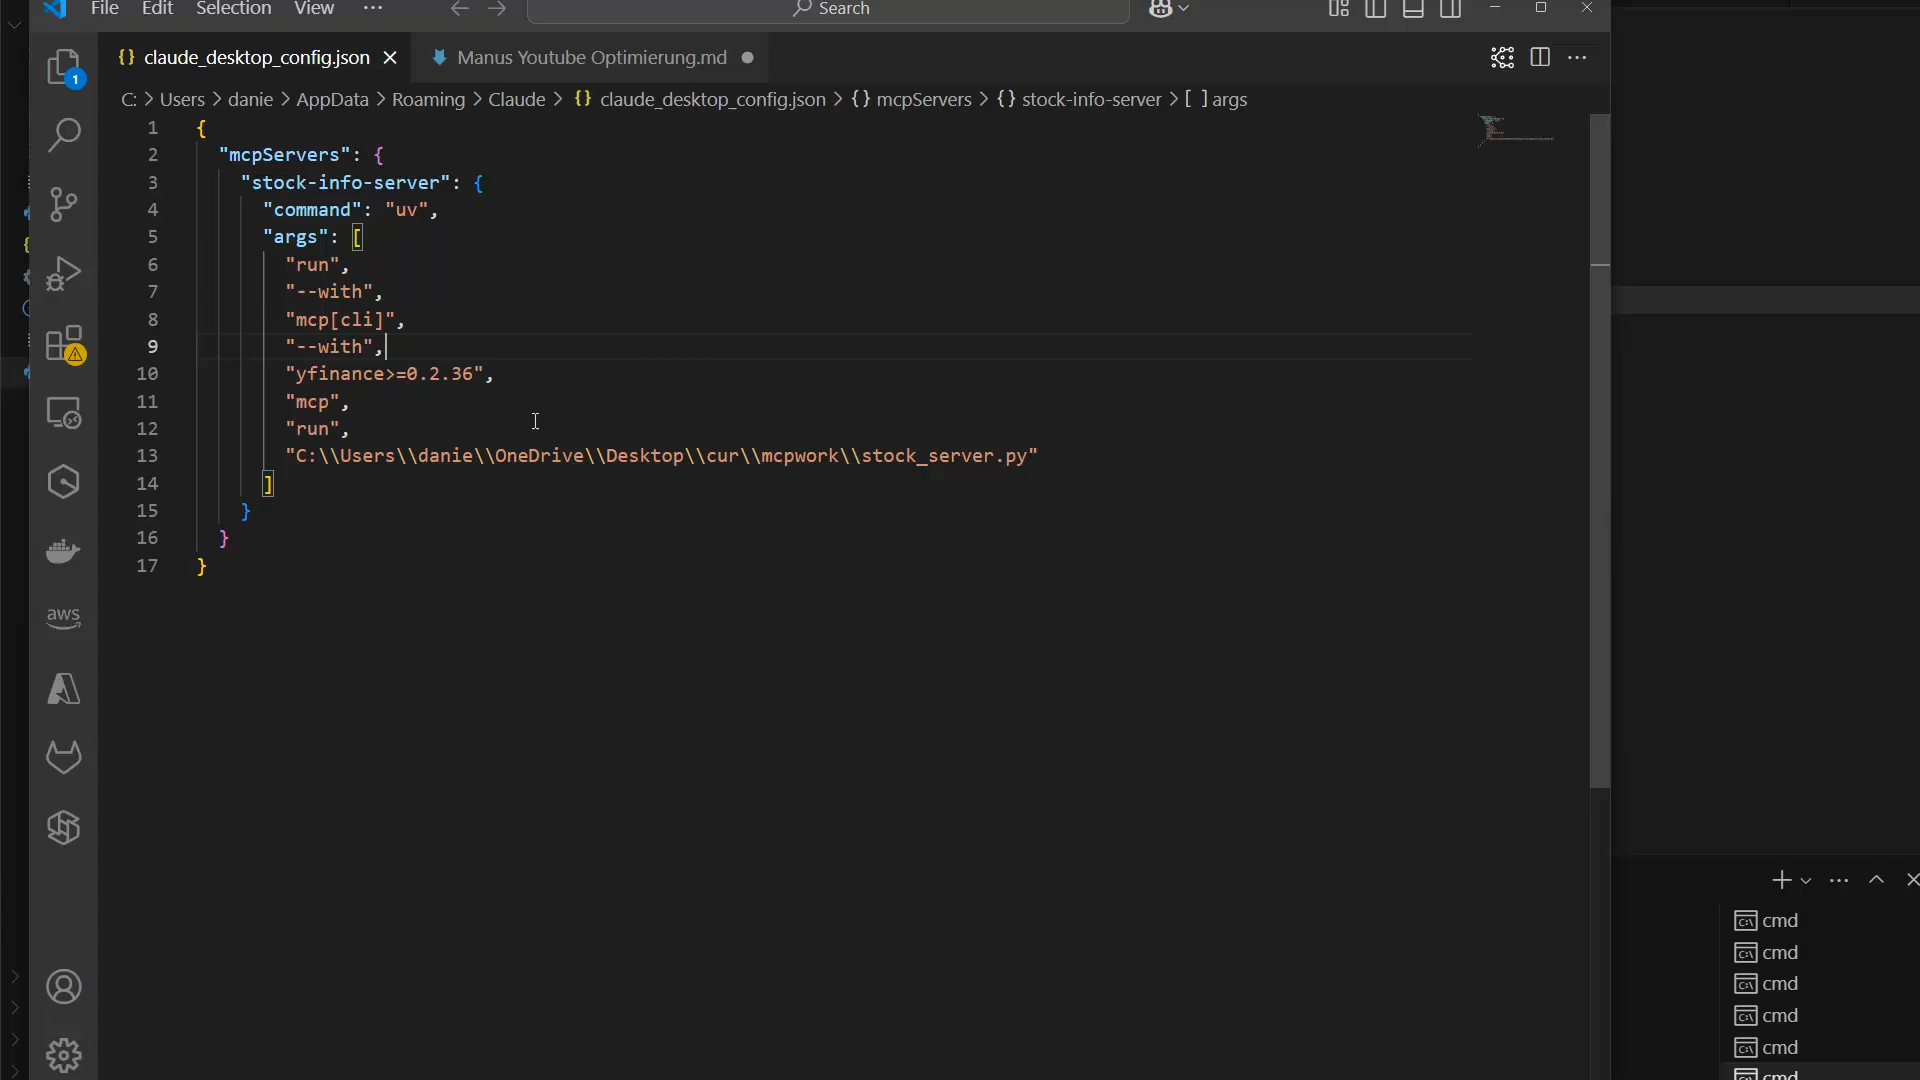 File Edit Selection View ··· Search
claude_desktop_config.json Manus Youtube Optimierung.md
C: > Users > danie > AppData > Roaming > Claude > {} claude_desktop_config.json > {} mcpServers > {} stock-info-server > [ ] args
1 {
2 "mcpServers": {
3 "stock-info-server": {
4 "command": "uv",
5 "args": [
6 "run",
7 "--with",
8 "mcp[cli]",
9 "--with",
10 "yfinance>=0.2.36",
11 "mcp",
12 "run",
13 "C:\\Users\\danie\\OneDrive\\Desktop\\cur\\mcpwork\\stock_server.py"
14 ]
15 }
16 }
17 }
1
aws
cmd
cmd
cmd
cmd
cmd
cmd